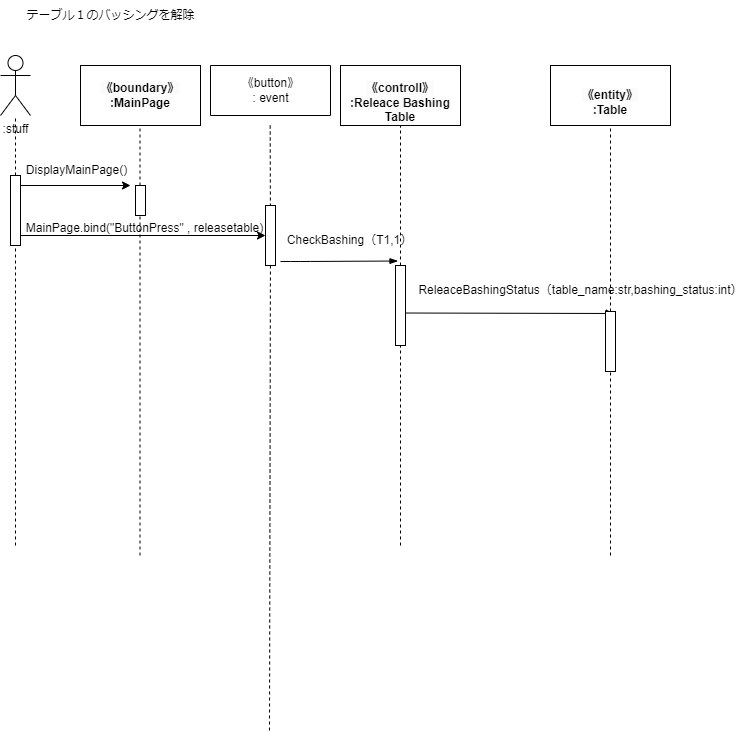 テーブル１のバッシングを解除
《boundary》
:MainPage
《button》
: event
《controll》
:Releace Bashing
Table
《entity》
:Table
:stuff
DisplayMainPage()
MainPage.bind("ButtonPress" , releasetable)
CheckBashing（T1,1）
ReleaceBashingStatus（table_name:str,bashing_status:int）